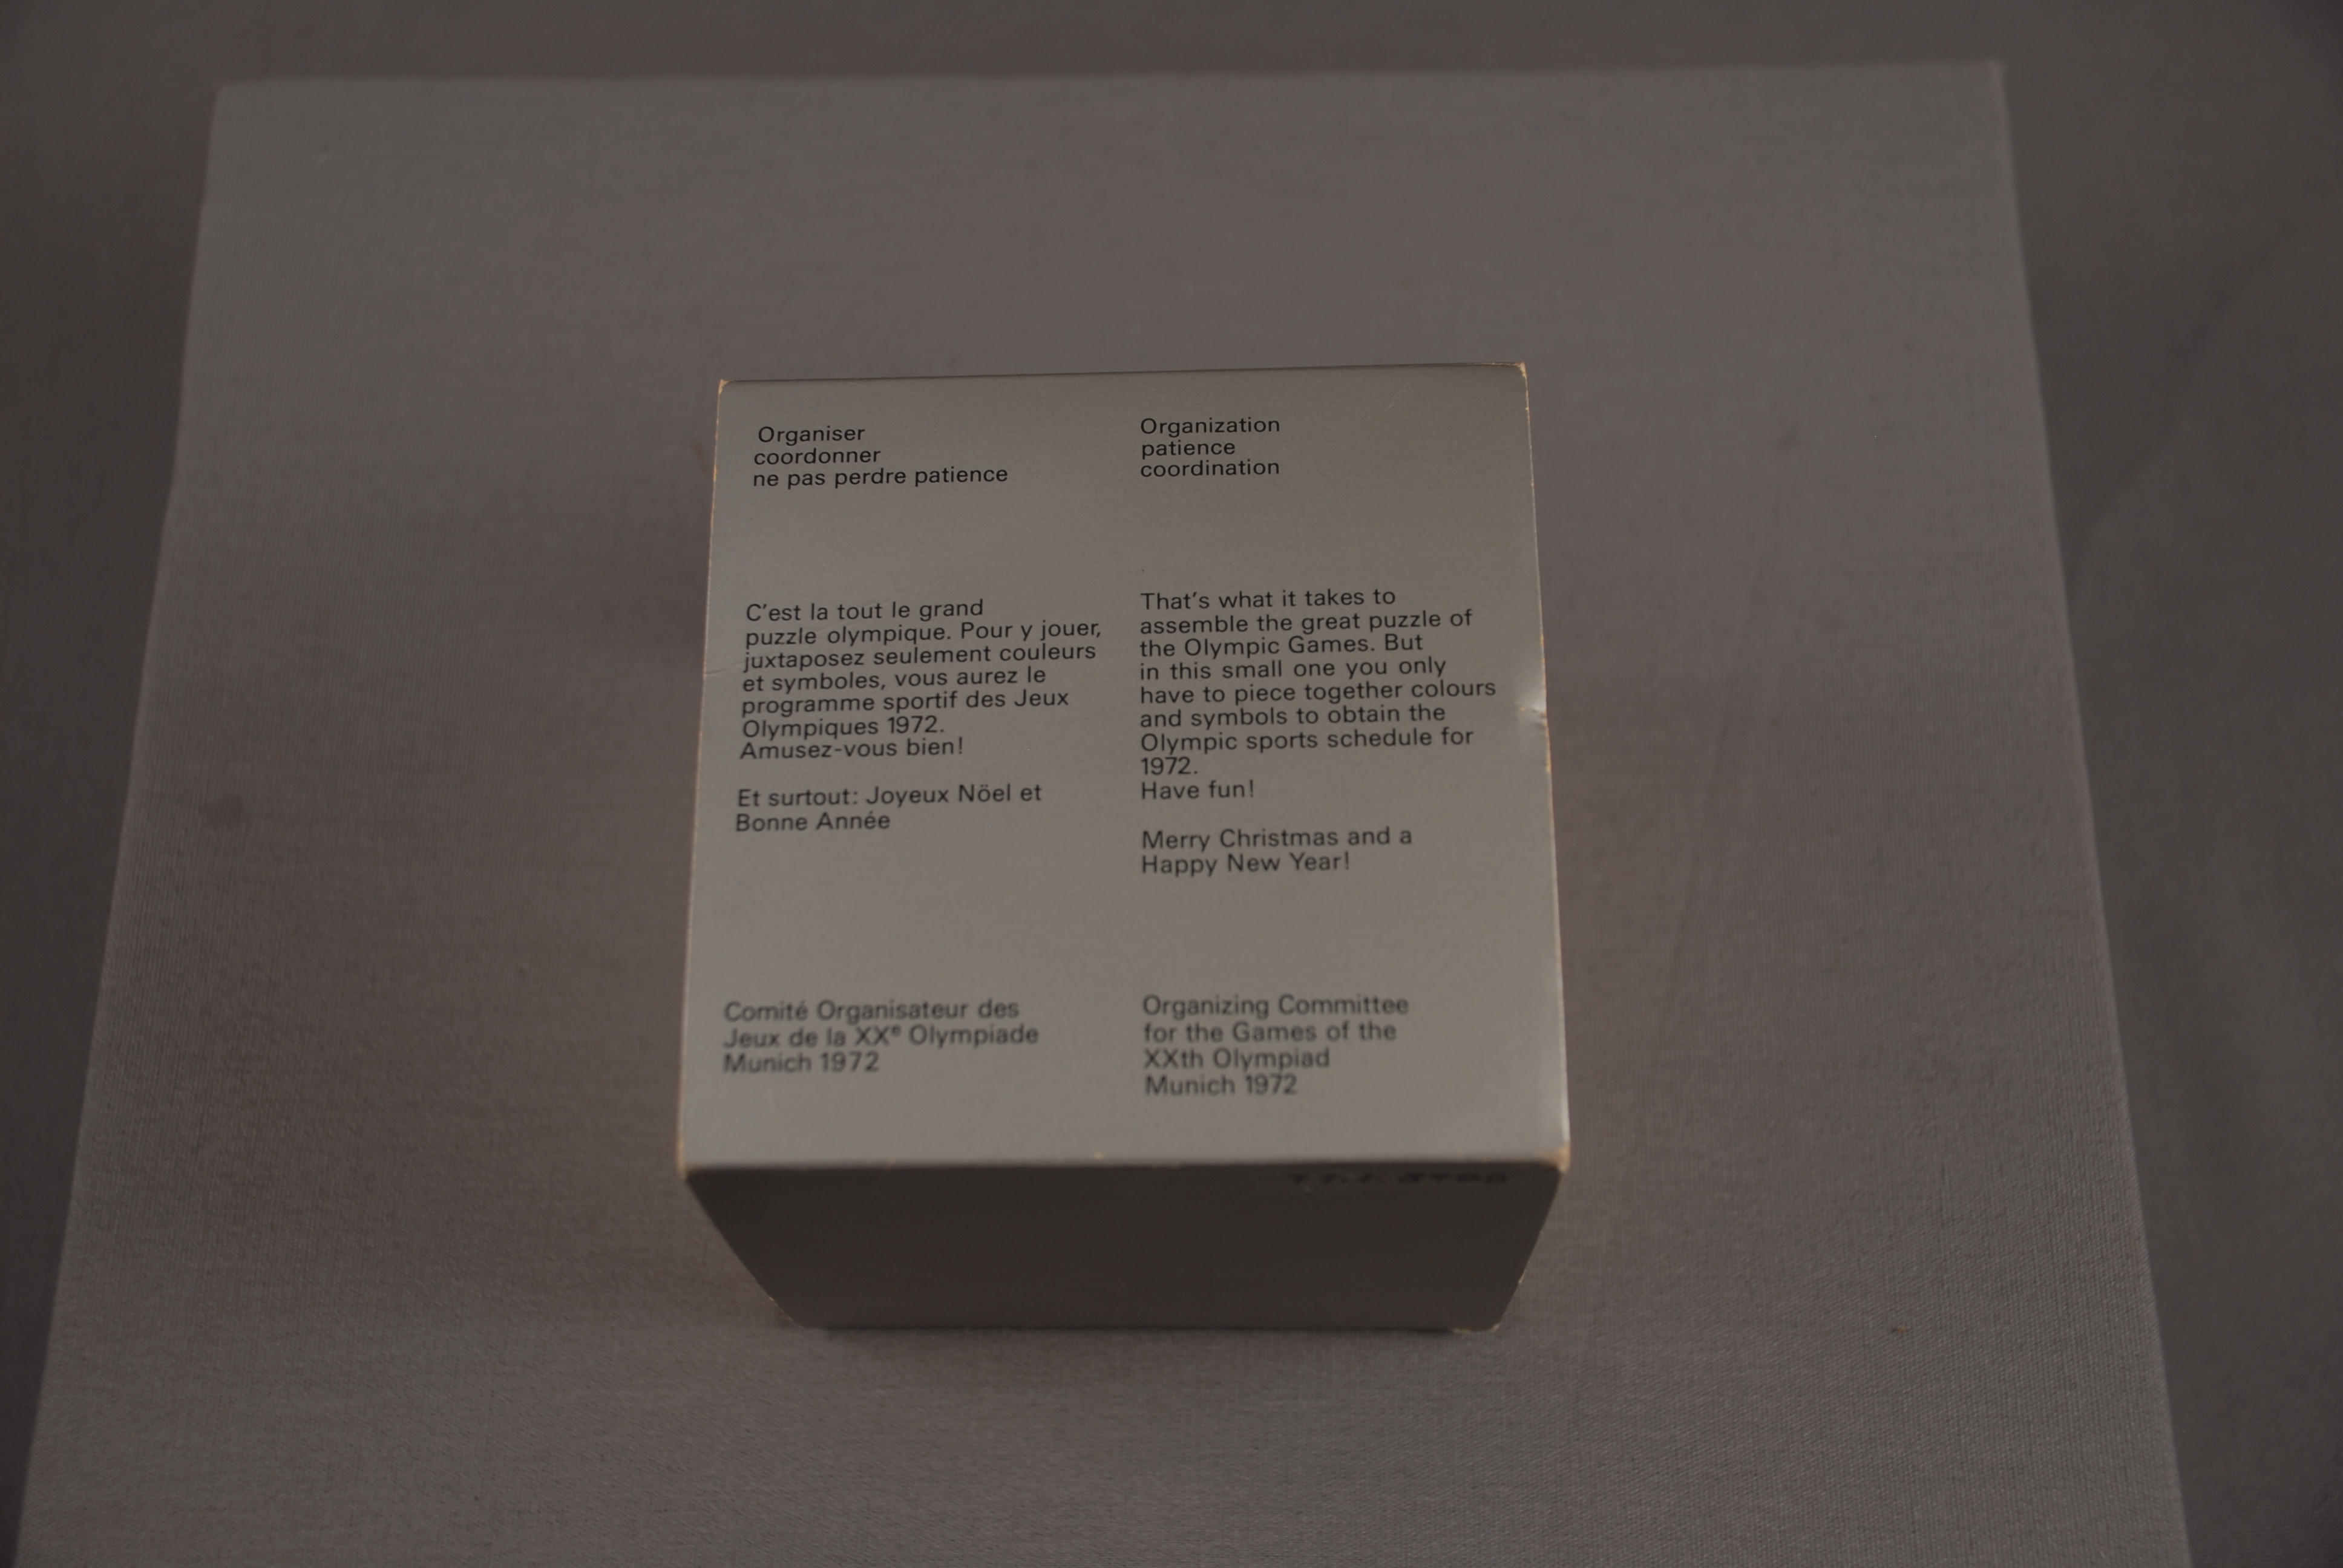 Organiser
coordonner
ne pas perdre patience
C'est la tout le grand
puzzle olympique. Pour y jouer,
juxtaposez seulement couleurs
et symboles, vous aurez le
programme sportif des Jeux
Olympiques 1972.
Amusez-vous bien!
Et surtout: Joyeux Nöel et
Bonne Année
Comité Organisateur des
Jeux de la XXe Olympiade
Munich 1972
Organization
patience
coordination
That's what it takes to
assemble the great puzzle of
the Olympic Games. But
in this small one you only
have to piece together colours
and symbols to obtain the
Olympic sports schedule for
1972.
Have fun!
Merry Christmas and a
Happy New Year!
Organizing Committee
for the Games of the
XXth Olympiad
Munich 1972